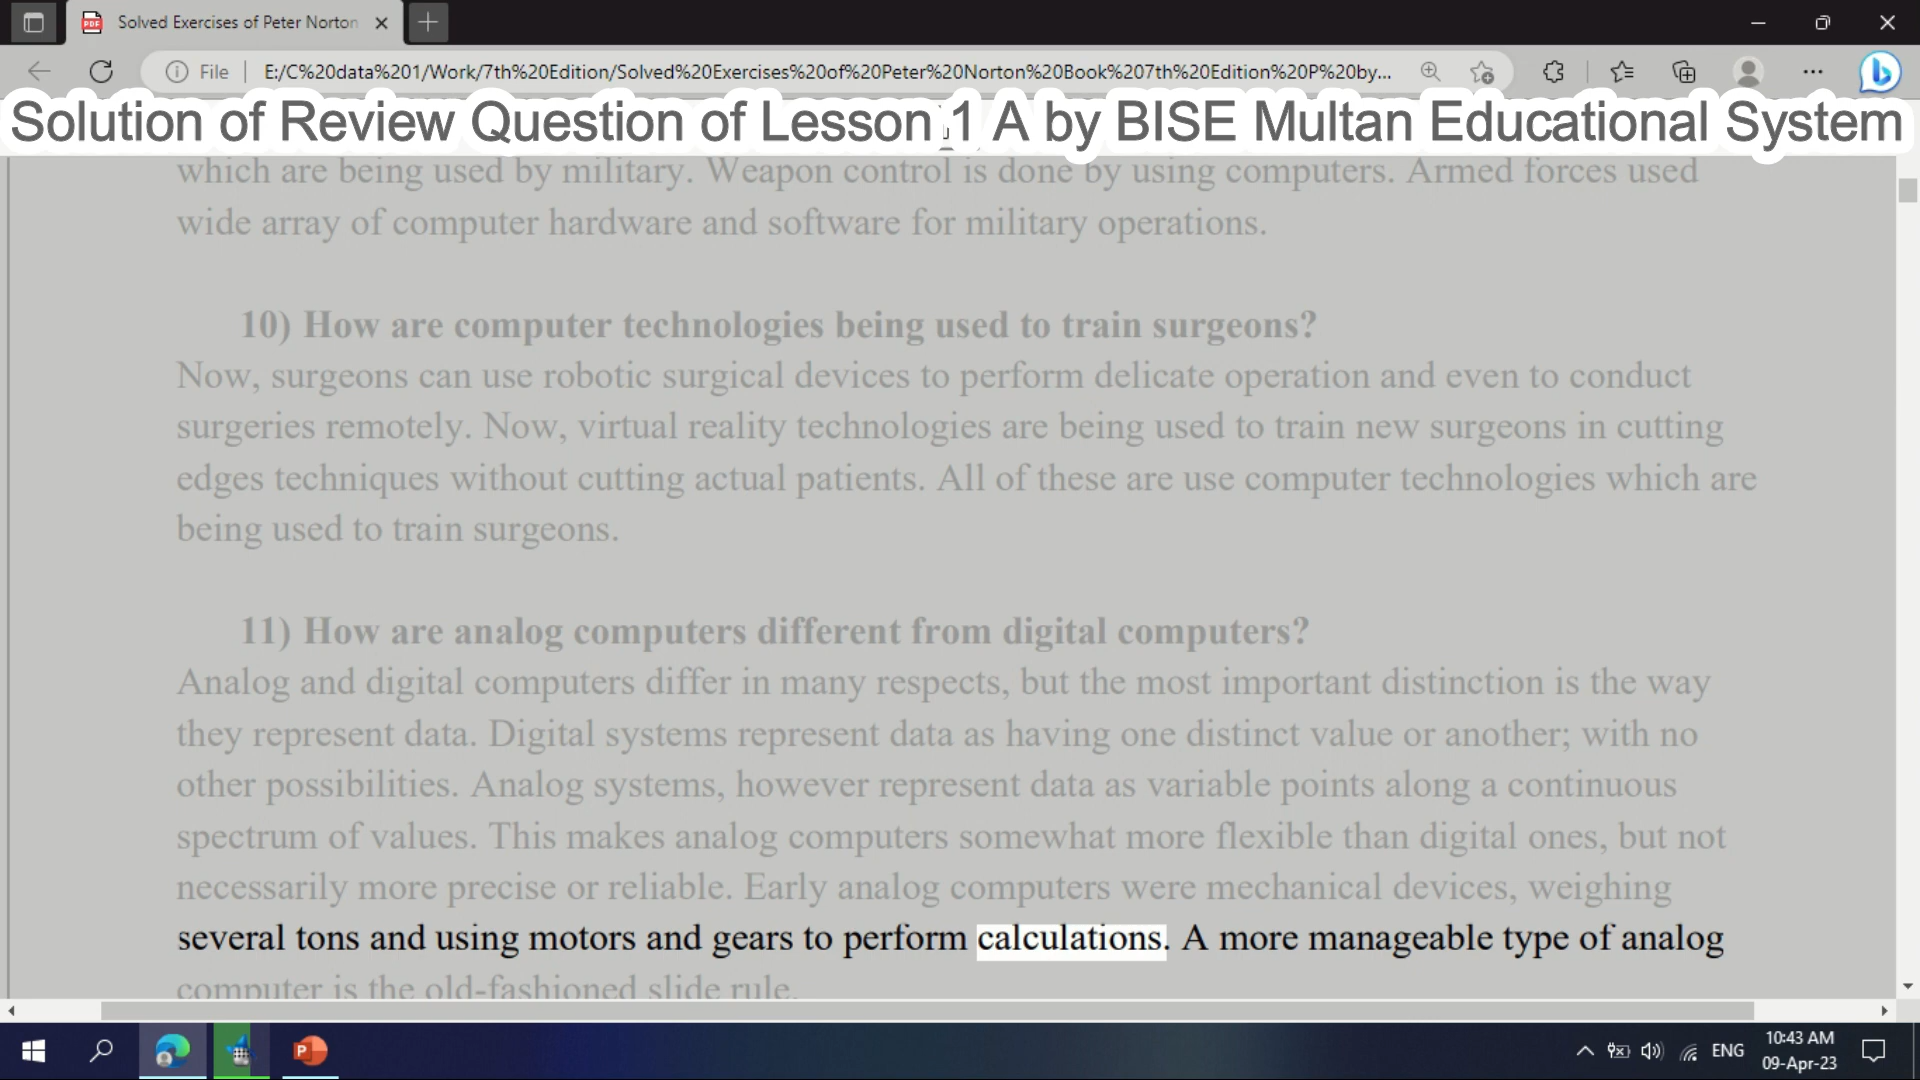 Solved Exercises of Peter Norton
File
E:/C%20data%201/Work/7th%20Edition/Solved%20Exercises%20of%20Peter%20Norton%20Book%207th%20Edition%20P%20by...
Solution of Review Question of Lesson 1 A by BISE Multan Educational System
which are being used by military. Weapon control is done by using computers. Armed forces used
wide array of computer hardware and software for military operations.
10) How are computer technologies being used to train surgeons?
Now, surgeons can use robotic surgical devices to perform delicate operation and even to conduct
surgeries remotely. Now, virtual reality technologies are being used to train new surgeons in cutting
edges techniques without cutting actual patients. All of these are use computer technologies which are
being used to train surgeons.
11) How are analog computers different from digital computers?
Analog and digital computers differ in many respects, but the most important distinction is the way
they represent data. Digital systems represent data as having one distinct value or another; with no
other possibilities. Analog systems, however represent data as variable points along a continuous
spectrum of values. This makes analog computers somewhat more flexible than digital ones, but not
necessarily more precise or reliable. Early analog computers were mechanical devices, weighing
several tons and using motors and gears to perform calculations. A more manageable type of analog
computer is the old-fashioned slide rule.
ENG
10:43 AM
09-Apr-23